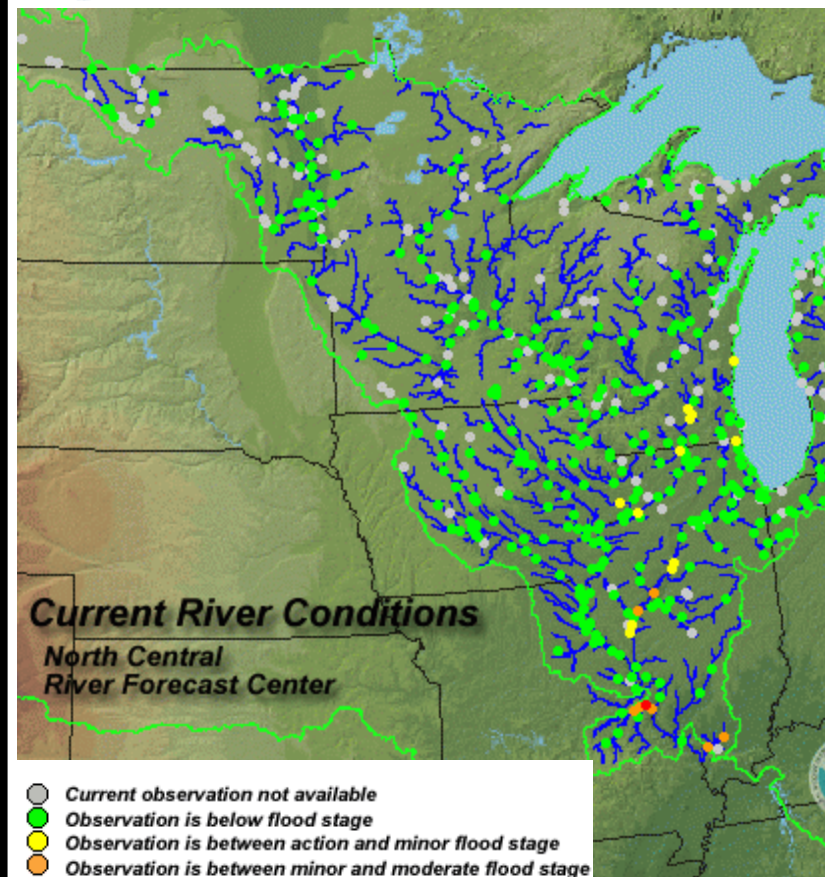 Current River Conditions
North Central
River Forecast Center
Current observation not available
Observation is below flood stage
Observation is between action and minor flood stage
Observation is between minor and moderate flood stage